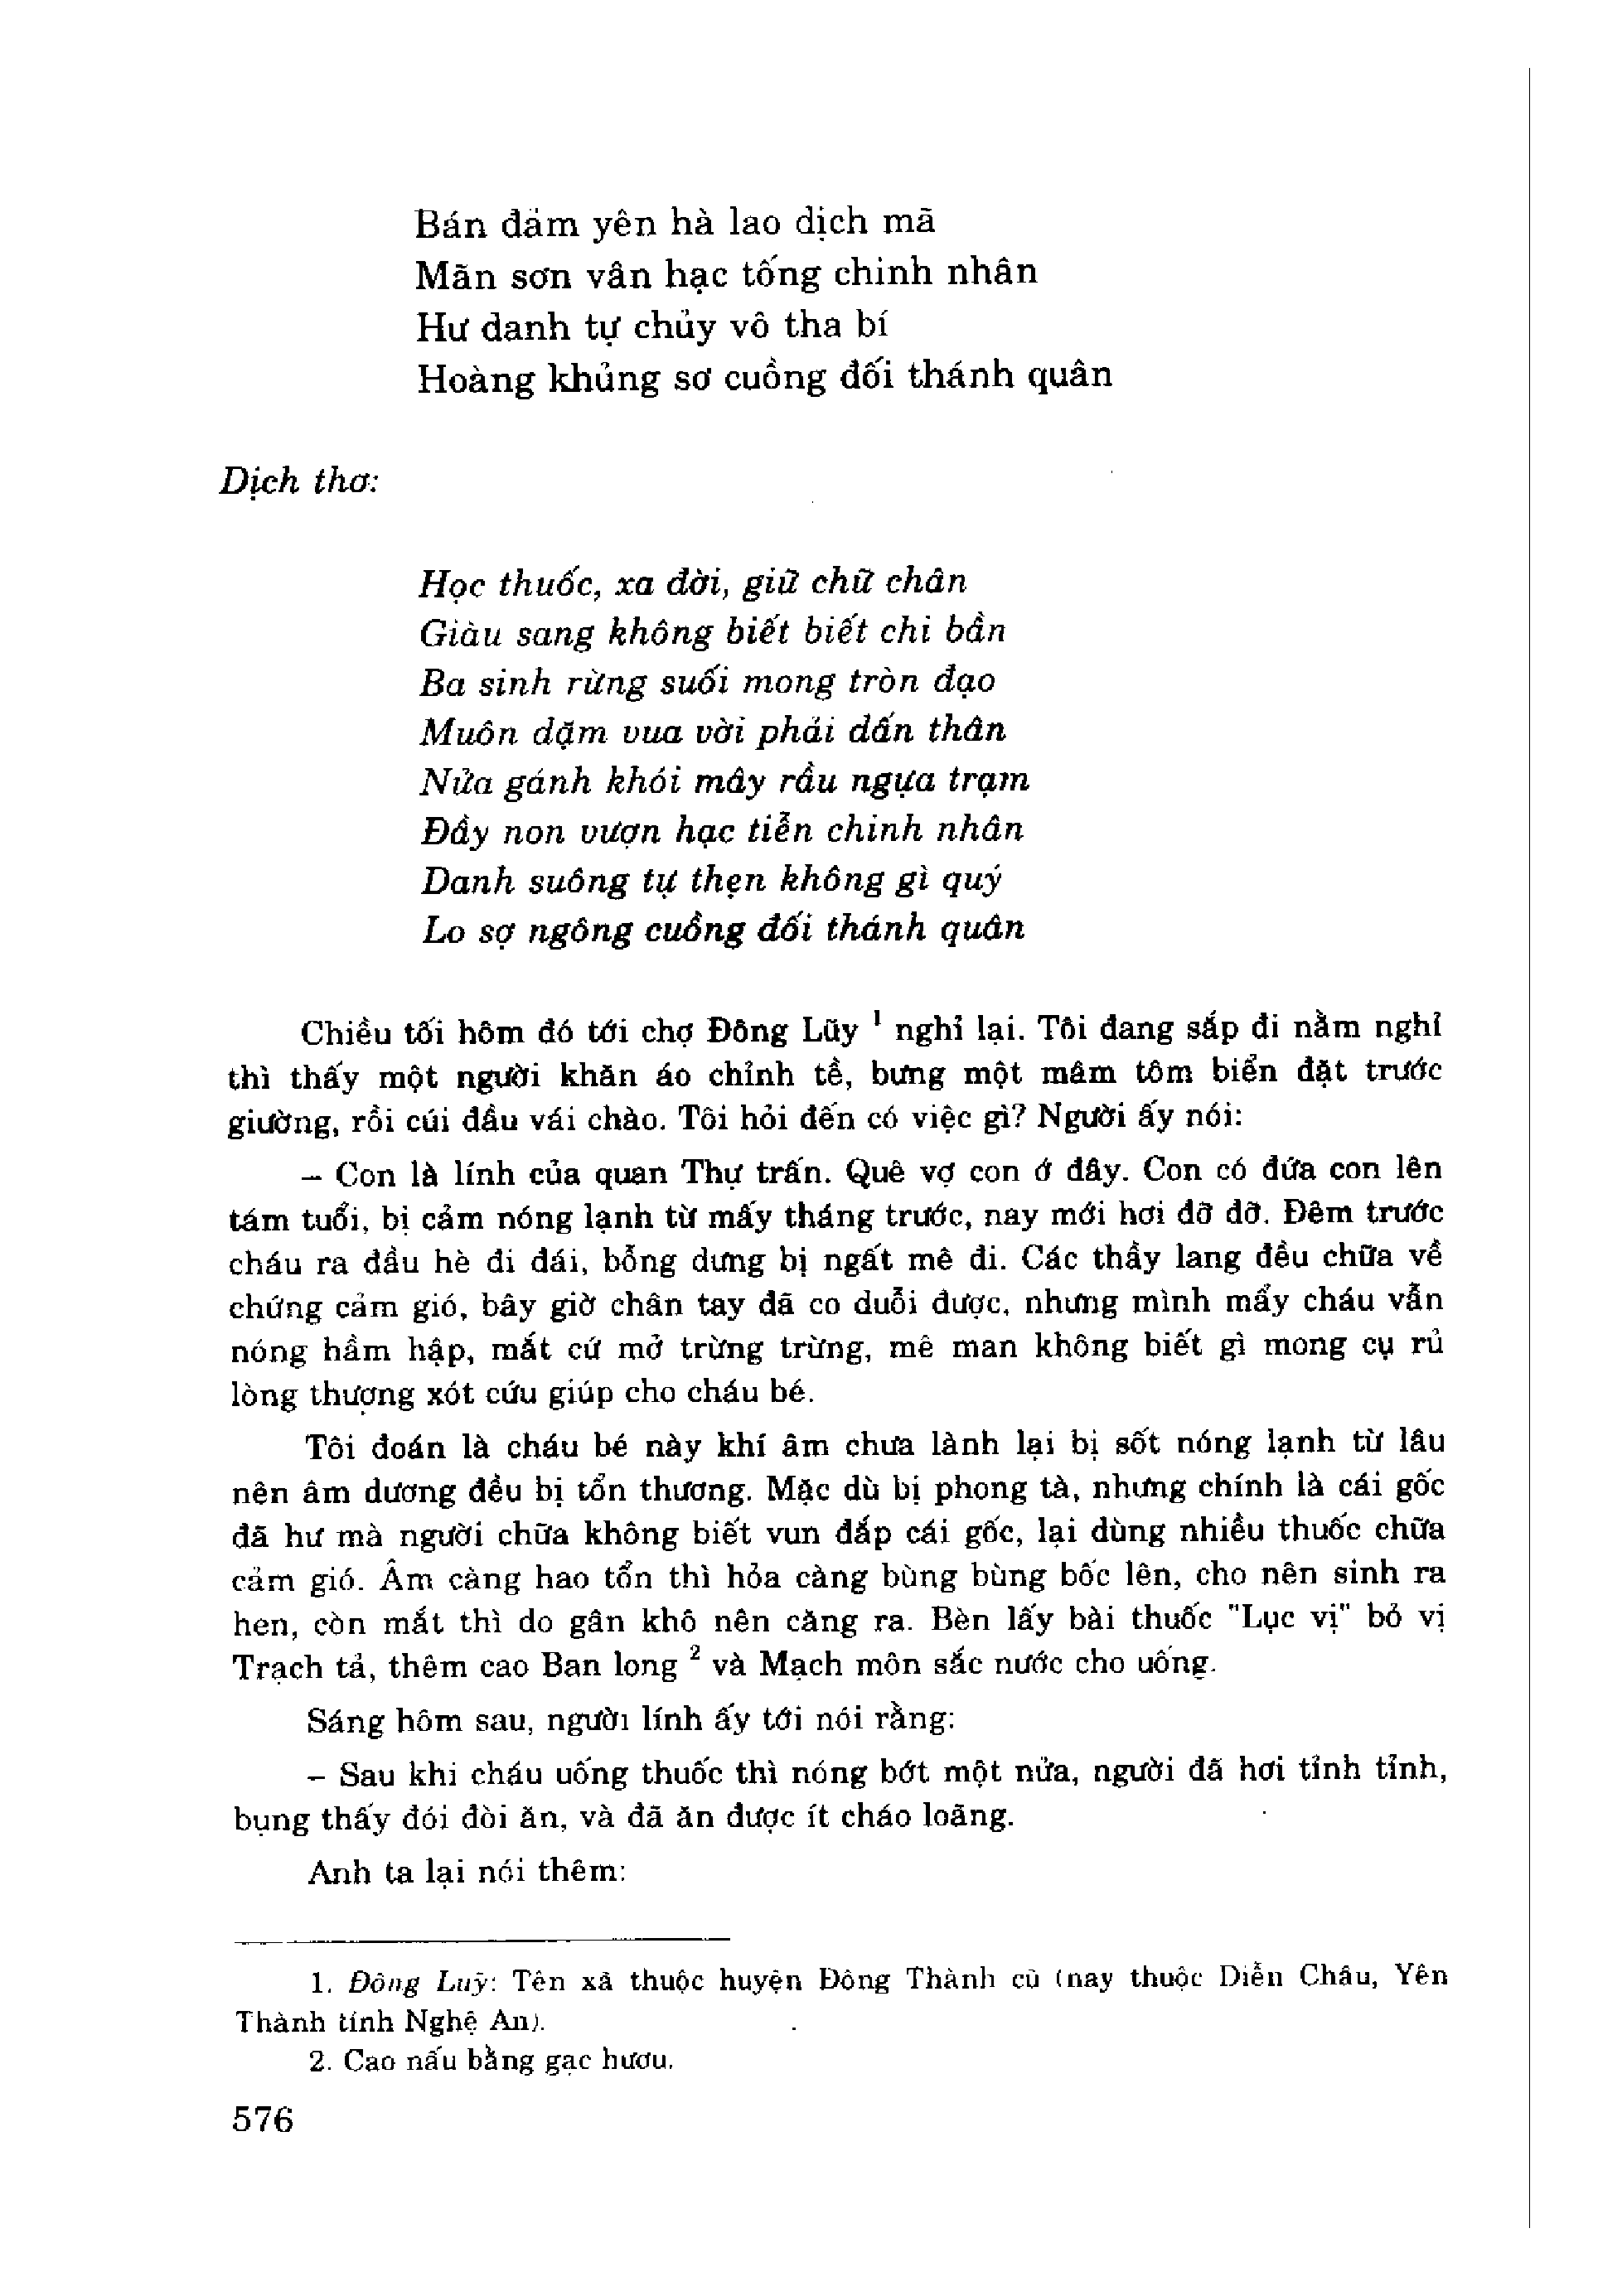 Bán đảm yên hà lao dịch mã
Mãn sơn vân hạc tống chinh nhân
Hư danh tự chủy vô tha bí
Hoàng khủng sơ cuồng đối thánh quân
Dịch thơ:
Học thuốc, xa đời, giữ chữ chân
Giàu sang không biết biết chi bần
Ba sinh rừng suối mong tròn đạo
Muôn dặm vua vời phải dấn thân
Nửa gánh khói mây rầu ngựa trạm
Đầy non vượn hạc tiễn chinh nhân
Danh suông tự thẹn không gì quý
Lo sợ ngông cuồng đối thánh quân
Chiều tối hôm đó tới chợ Đông Lũy ¹ nghỉ lại. Tôi đang sắp đi nằm nghỉ
thì thấy một người khăn áo chỉnh tề, bưng một mâm tôm biển đặt trước
giường, rồi cúi đầu vái chào. Tôi hỏi đến có việc gì? Người ấy nói:
– Con là lính của quan Thự trấn. Quê vợ con ở đây. Con có đứa con lên
tám tuổi, bị cảm nóng lạnh từ mấy tháng trước, nay mới hơi đỡ đỡ. Đêm trước
cháu ra đầu hè đi đái, bỗng dưng bị ngất mê đi. Các thầy lang đều chữa về
chứng cảm gió, bây giờ chân tay đã co duỗi được, nhưng mình mẩy cháu vẫn
nóng hầm hập, mắt cứ mở trừng trừng, mê man không biết gì mong cụ rủ
lòng thương xót cứu giúp cho cháu bé.
Tôi đoán là cháu bé này khí âm chưa lành lại bị sốt nóng lạnh từ lâu
nên âm dương đều bị tổn thương. Mặc dù bị phong tà, nhưng chính là cái gốc
đã hư mà người chữa không biết vun đắp cái gốc, lại dùng nhiều thuốc chữa
cảm gió. Âm càng hao tổn thì hỏa càng bùng bùng bốc lên, cho nên sinh ra
hen, còn mắt thì do gân khô nên căng ra. Bèn lấy bài thuốc "Lục vị" bỏ vị
Trạch tả, thêm cao Ban long ² và Mạch môn sắc nước cho uống.
Sáng hôm sau, người lính ấy tới nói rằng:
– Sau khi cháu uống thuốc thì nóng bớt một nửa, người đã hơi tỉnh tỉnh,
bụng thấy đói đòi ăn, và đã ăn được ít cháo loãng.
Anh ta lại nói thêm:
1. Đông Luỹ: Tên xã thuộc huyện Đông Thành cũ (nay thuộc Diễn Châu, Yên
Thành tỉnh Nghệ An).
2. Cao nấu bằng gạc hươu.
576